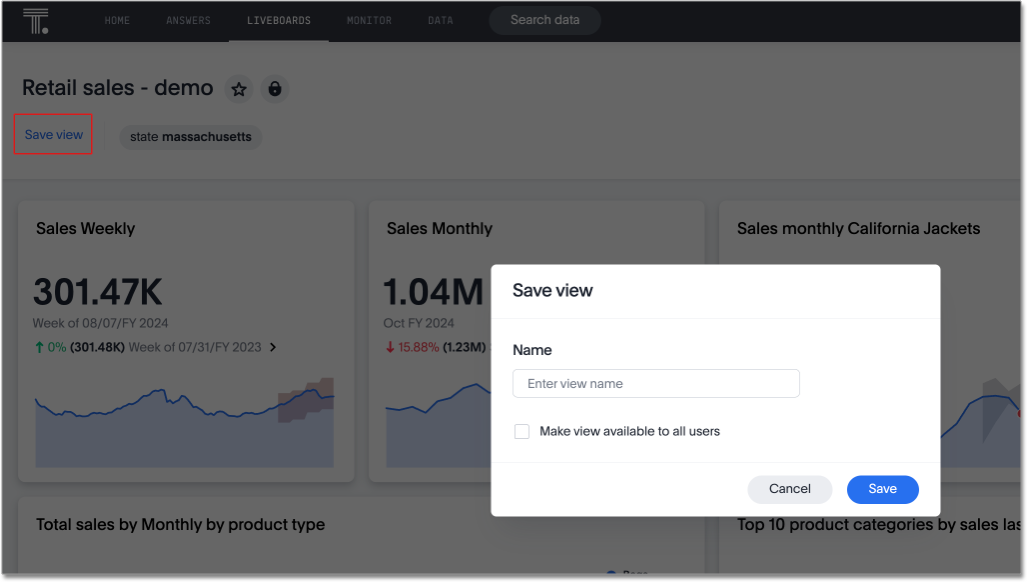 HOME ANSWERS LIVEBOARDS MONITOR DATA Search data
Retail sales - demo
Save view state massachusetts
Sales Weekly Sales Monthly Sales monthly California Jackets
301.47K 1.04M
Week of 08/07/FY 2024 Oct FY 2024
0% (301.48K) Week of 07/31/FY 2023 15.88% (1.23M)
Save view
Name
Enter view name
Make view available to all users
Cancel Save
Total sales by Monthly by product type Top 10 product categories by sales las